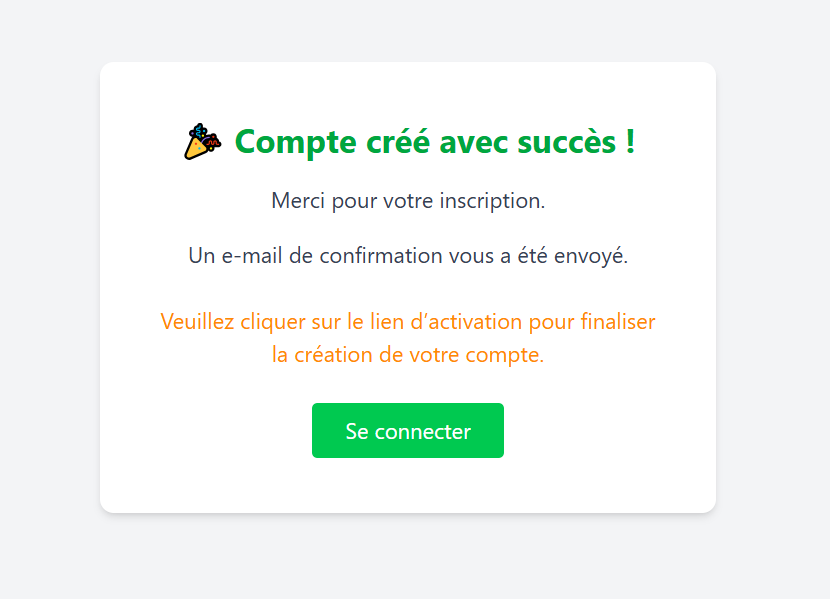 Compte créé avec succès !
Merci pour votre inscription.
Un e-mail de confirmation vous a été envoyé.
Veuillez cliquer sur le lien d’activation pour finaliser
la création de votre compte.
Se connecter